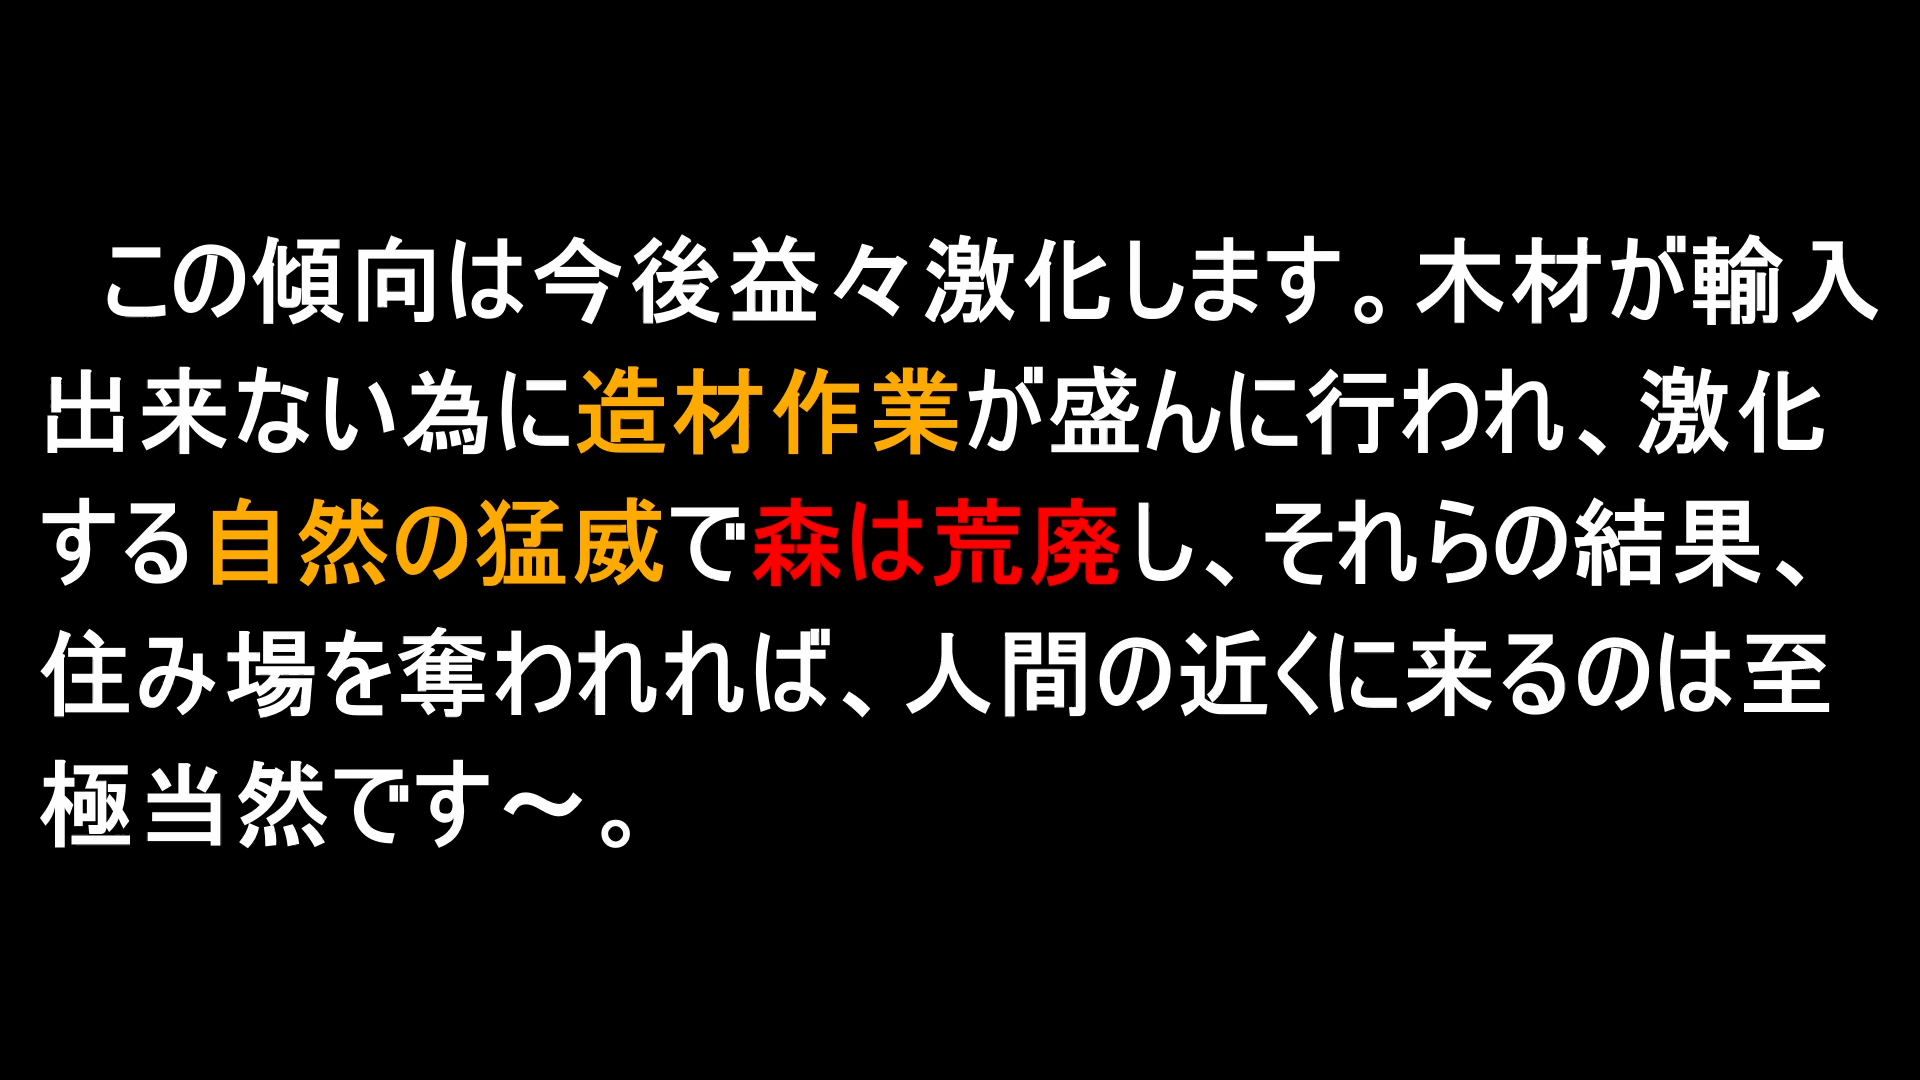 この傾向は今後益々激化します。木材が輸入
出来ない為に造材作業が盛んに行われ、激化
する自然の猛威で森は荒廃し、それらの結果、
住み場を奪われれば、人間の近くに来るのは至
極当然です～。